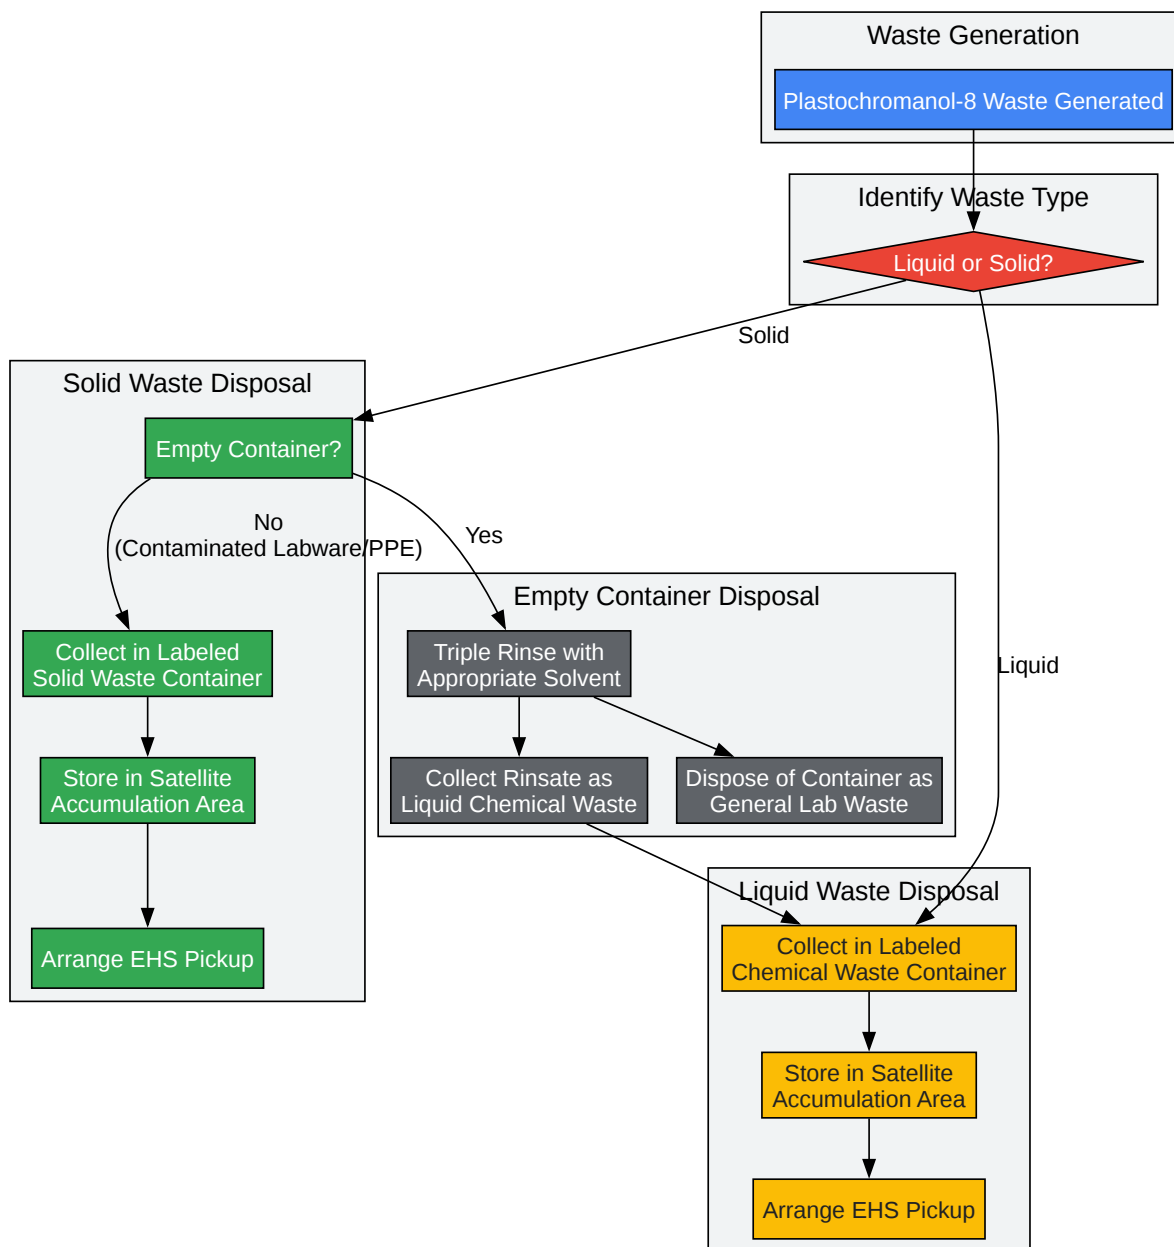 Waste Generation
Plastochromanol-8 Waste Generated
Identify Waste Type
Liquid or Solid?
Solid
Solid Waste Disposal
Empty Container?
No
(Contaminated Labware/PPE)
Yes
Empty Container Disposal
Collect in Labeled
Solid Waste Container
Triple Rinse with
Appropriate Solvent
Liquid
Store in Satellite
Accumulation Area
Collect Rinsate as
Liquid Chemical Waste
Dispose of Container as
General Lab Waste
Liquid Waste Disposal
Arrange EHS Pickup
Collect in Labeled
Chemical Waste Container
Store in Satellite
Accumulation Area
Arrange EHS Pickup